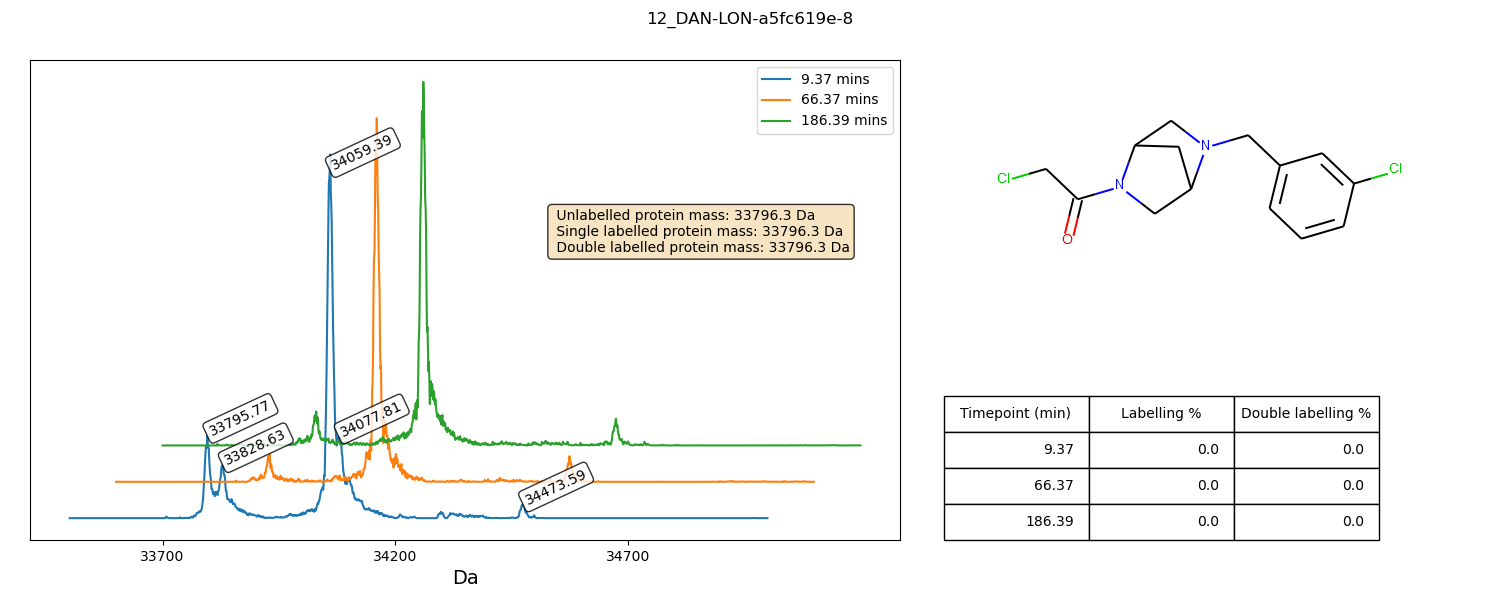 12_DAN-LON-a5fc619e-8
9.37 mins
66.37 mins
186.39 mins
34059.39
Unlabelled protein mass: 33796.3 Da
Single labelled protein mass: 33796.3 Da
Double labelled protein mass: 33796.3 Da
33795.77
33828.63
34077.81
34473.59
33700 34200 34700
Da
Cl
O
N
N
Cl
Timepoint (min) Labelling % Double labelling %
9.37 0.0 0.0
66.37 0.0 0.0
186.39 0.0 0.0